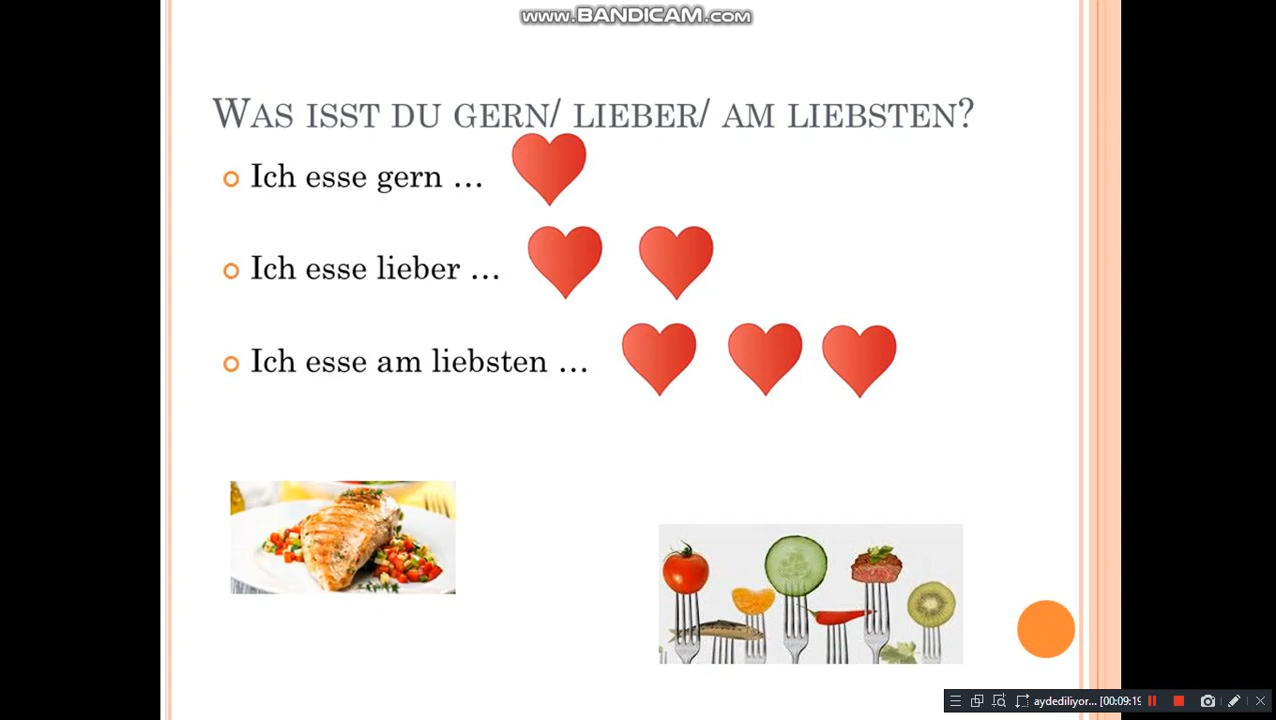 www.BANDICAM.com
WAS ISST DU GERN/ LIEBER/ AM LIEBSTEN?
Ich esse gern …
Ich esse lieber …
Ich esse am liebsten …
aydediliyor... [00:09:19